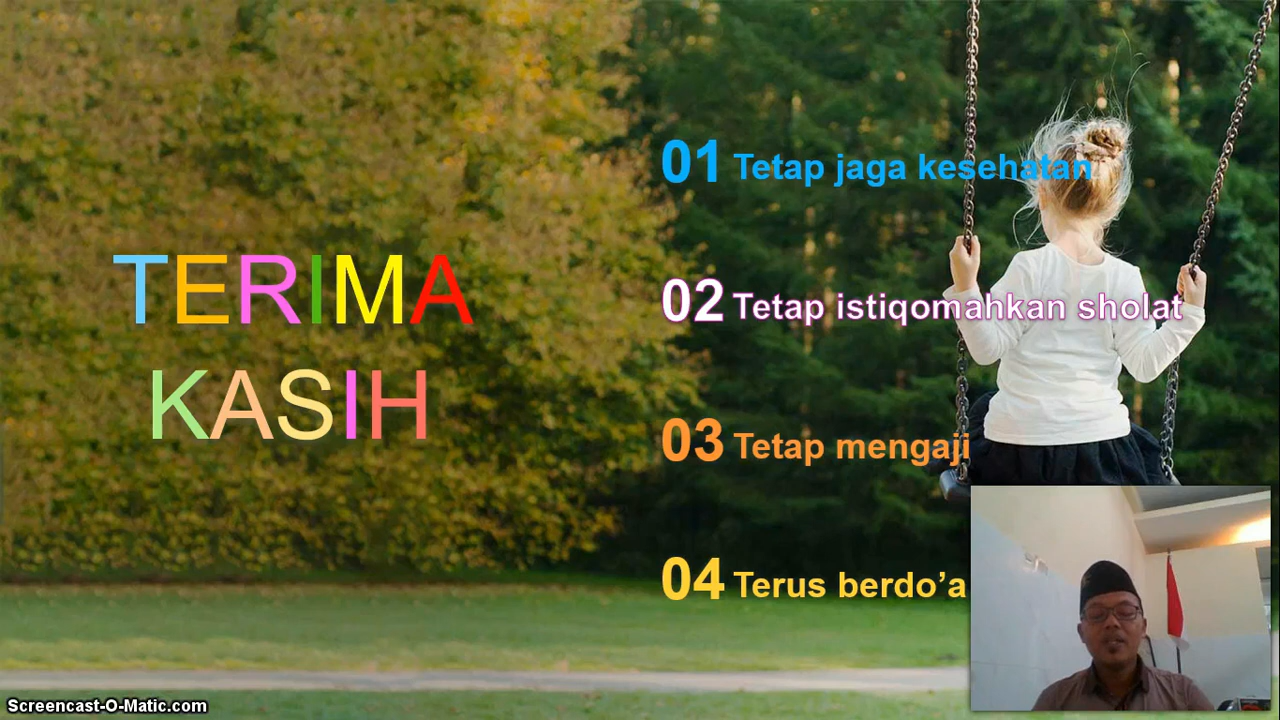 TERIMA
KASIH
01 Tetap jaga kesehatan
02 Tetap istiqomahkan sholat
03 Tetap mengaji
04 Terus berdo’a
Screencast-O-Matic.com